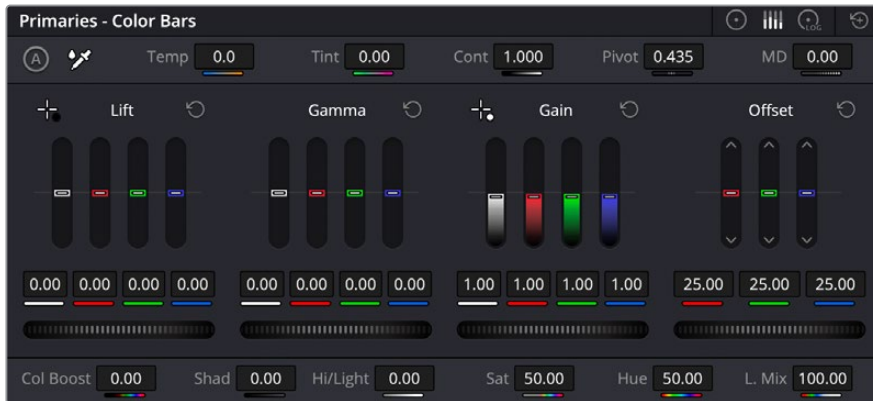 Primaries - Color Bars
LOG
A Temp 0.0 Tint 0.00 Cont 1.000 Pivot 0.435 MD 0.00
Lift Gamma Gain Offset
0.00 0.00 0.00 0.00 0.00 0.00 0.00 0.00 1.00 1.00 1.00 1.00 25.00 25.00 25.00
Col Boost 0.00 Shad 0.00 Hi/Light 0.00 Sat 50.00 Hue 50.00 L. Mix 100.00